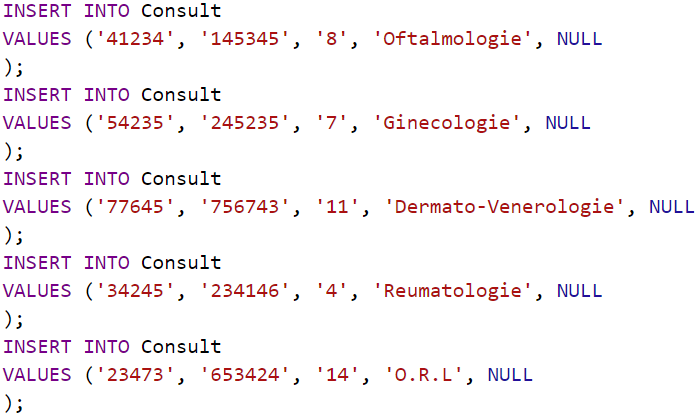 INSERT INTO Consult
VALUES ('41234', '145345', '8', 'Oftalmologie', NULL
);
INSERT INTO Consult
VALUES ('54235', '245235', '7', 'Ginecologie', NULL
);
INSERT INTO Consult
VALUES ('77645', '756743', '11', 'Dermato-Venerologie', NULL
);
INSERT INTO Consult
VALUES ('34245', '234146', '4', 'Reumatologie', NULL
);
INSERT INTO Consult
VALUES ('23473', '653424', '14', 'O.R.L', NULL
);